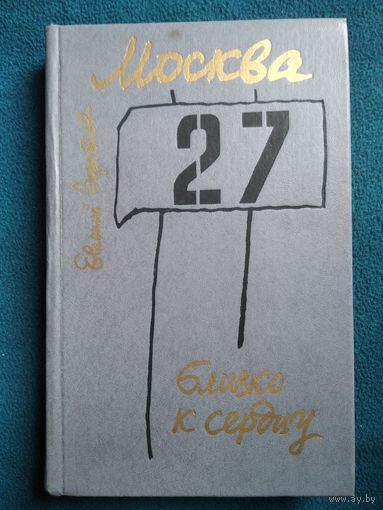 Москва
27
Евгений Воробьев
близко
к сердцу
www.ay.by